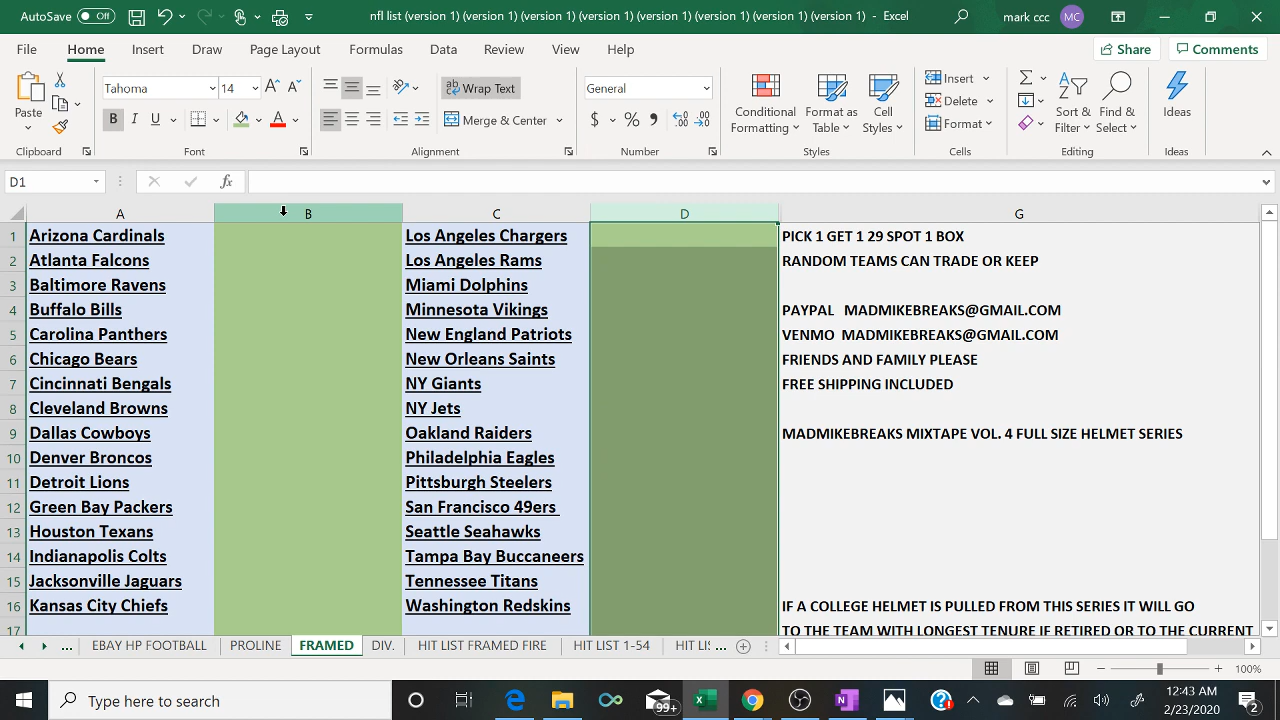 AutoSave Off nfl list (version 1) (version 1) (version 1) (version 1) (version 1) (version 1) (version 1) (version 1) - Excel mark ccc MC
File Home Insert Draw Page Layout Formulas Data Review View Help Share Comments
Tahoma 14 Wrap Text General Insert
Paste B I U Merge & Center $ % Conditional Formatting Format as Table Cell Styles Delete Format Sort & Filter Find & Select Ideas
Clipboard Font Alignment Number Styles Cells Editing Ideas
D1 fx
A B C D G
1 Arizona Cardinals Los Angeles Chargers PICK 1 GET 1 29 SPOT 1 BOX
2 Atlanta Falcons Los Angeles Rams RANDOM TEAMS CAN TRADE OR KEEP
3 Baltimore Ravens Miami Dolphins
4 Buffalo Bills Minnesota Vikings PAYPAL MADMIKEBREAKS@GMAIL.COM
5 Carolina Panthers New England Patriots VENMO MADMIKEBREAKS@GMAIL.COM
6 Chicago Bears New Orleans Saints FRIENDS AND FAMILY PLEASE
7 Cincinnati Bengals NY Giants FREE SHIPPING INCLUDED
8 Cleveland Browns NY Jets
9 Dallas Cowboys Oakland Raiders MADMIKEBREAKS MIXTAPE VOL. 4 FULL SIZE HELMET SERIES
10 Denver Broncos Philadelphia Eagles
11 Detroit Lions Pittsburgh Steelers
12 Green Bay Packers San Francisco 49ers
13 Houston Texans Seattle Seahawks
14 Indianapolis Colts Tampa Bay Buccaneers
15 Jacksonville Jaguars Tennessee Titans
16 Kansas City Chiefs Washington Redskins IF A COLLEGE HELMET IS PULLED FROM THIS SERIES IT WILL GO
17 TO THE TEAM WITH LONGEST TENURE IF RETIRED OR TO THE CURRENT
... EBAY HP FOOTBALL PROLINE FRAMED DIV. HIT LIST FRAMED FIRE HIT LIST 1-54 HIT LIS ...
100%
Type here to search 99+ 12:43 AM
2/23/2020 2